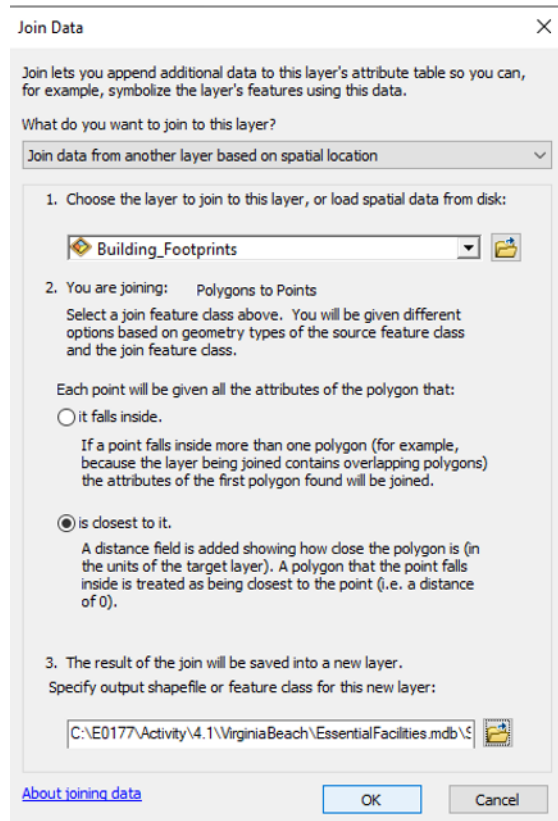 Join Data
Join lets you append additional data to this layer's attribute table so you can,
for example, symbolize the layer's features using this data.
What do you want to join to this layer?
Join data from another layer based on spatial location
1. Choose the layer to join to this layer, or load spatial data from disk:
Building_Footprints
2. You are joining: Polygons to Points
Select a join feature class above. You will be given different
options based on geometry types of the source feature class
and the join feature class.
Each point will be given all the attributes of the polygon that:
it falls inside.
If a point falls inside more than one polygon (for example,
because the layer being joined contains overlapping polygons)
the attributes of the first polygon found will be joined.
is closest to it.
A distance field is added showing how close the polygon is (in
the units of the target layer). A polygon that the point falls
inside is treated as being closest to the point (i.e. a distance
of 0).
3. The result of the join will be saved into a new layer.
Specify output shapefile or feature class for this new layer:
C:\E0177\Activity\4.1\VirginiaBeach\EssentialFacilities.mdb\S
About joining data
OK
Cancel